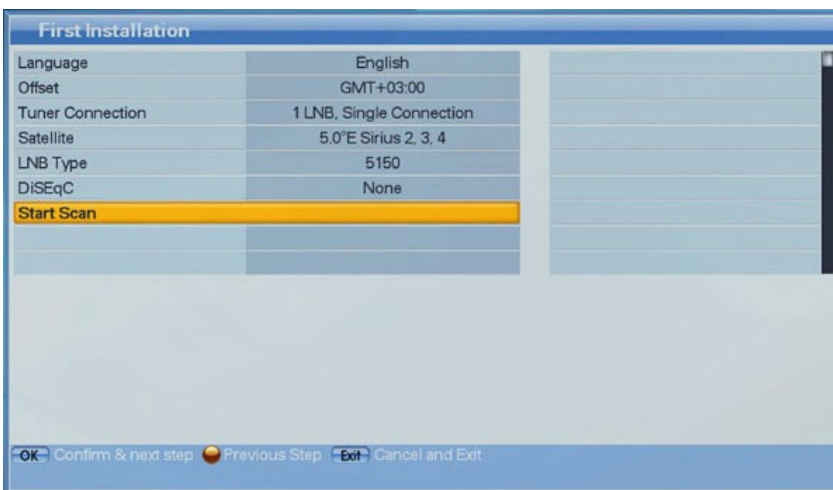 First Installation
Language English
Offset GMT+03:00
Tuner Connection 1 LNB, Single Connection
Satellite 5.0°E Sirius 2, 3, 4
LNB Type 5150
DiSEqC None
Start Scan
OK Confirm & next step Previous Step Exit Cancel and Exit